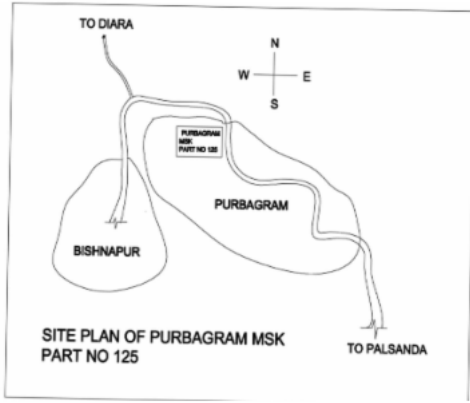 TO DIARA
N
W E
S
PURBAGRAM
MSK
PART NO 125
PURBAGRAM
BISHNAPUR
SITE PLAN OF PURBAGRAM MSK
PART NO 125
TO PALSANDA